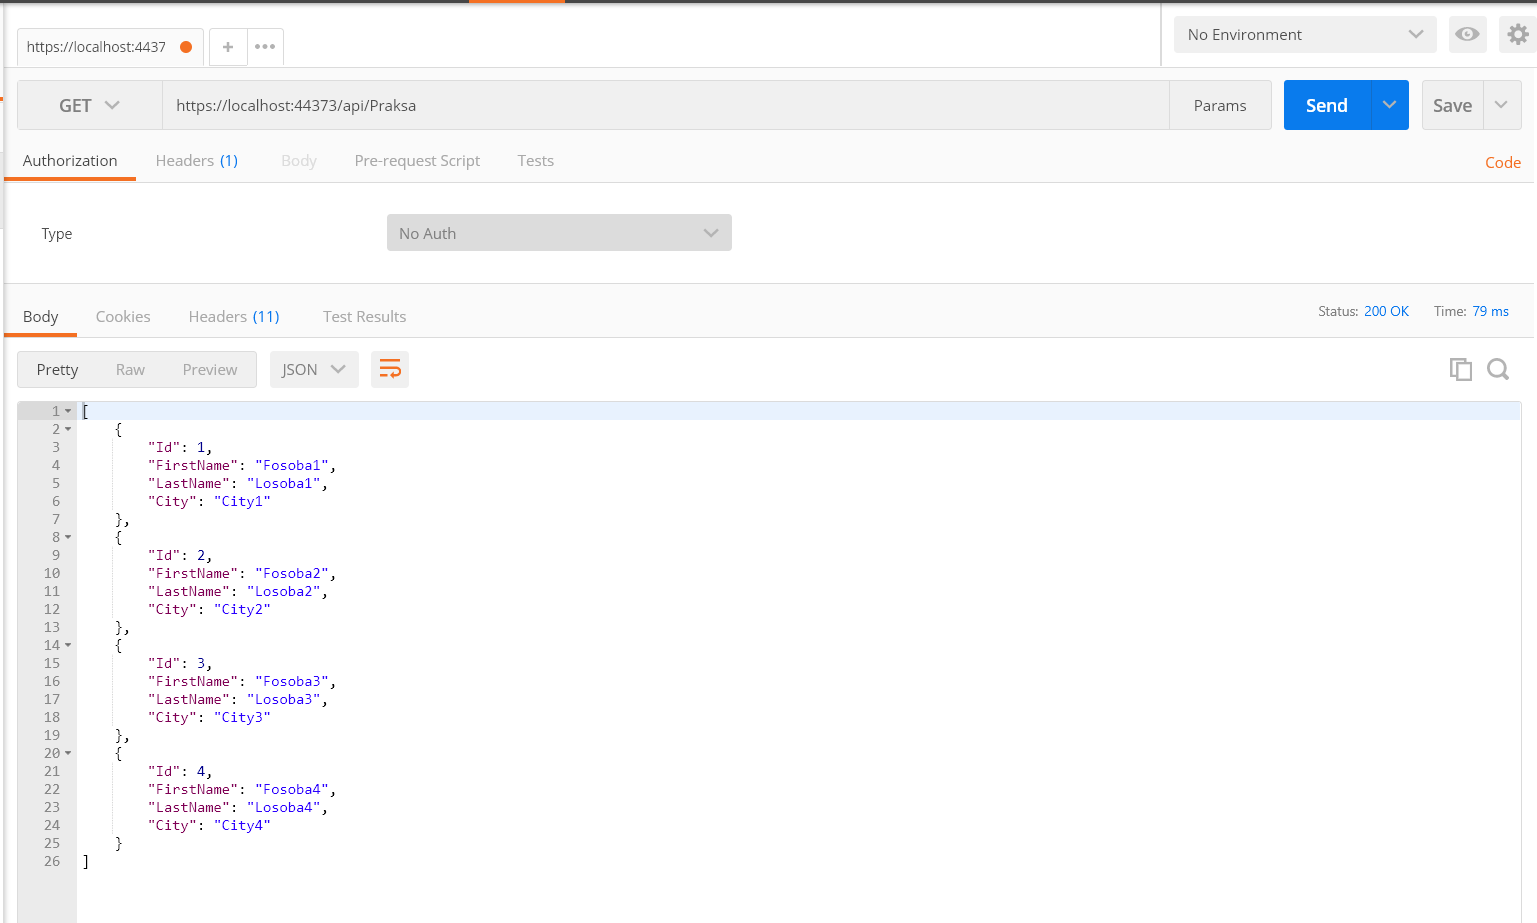 https://localhost:4437
+
No Environment
GET
https://localhost:44373/api/Praksa
Params
Send
Save
Authorization
Headers (1)
Body
Pre-request Script
Tests
Code
Type
No Auth
Body
Cookies
Headers (11)
Test Results
Status: 200 OK
Time: 79 ms
Pretty
Raw
Preview
JSON
1 [
2 {
3 "Id": 1,
4 "FirstName": "Fosoba1",
5 "LastName": "Losoba1",
6 "City": "City1"
7 },
8 {
9 "Id": 2,
10 "FirstName": "Fosoba2",
11 "LastName": "Losoba2",
12 "City": "City2"
13 },
14 {
15 "Id": 3,
16 "FirstName": "Fosoba3",
17 "LastName": "Losoba3",
18 "City": "City3"
19 },
20 {
21 "Id": 4,
22 "FirstName": "Fosoba4",
23 "LastName": "Losoba4",
24 "City": "City4"
25 }
26 ]